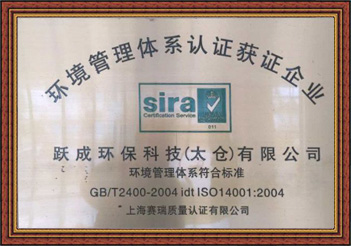 环境管理体系认证获证企业
sira
Certification Service
011
跃成环保科技(太仓)有限公司
环境管理体系符合标准
GB/T2400-2004 idt ISO14001:2004
上海赛瑞质量认证有限公司